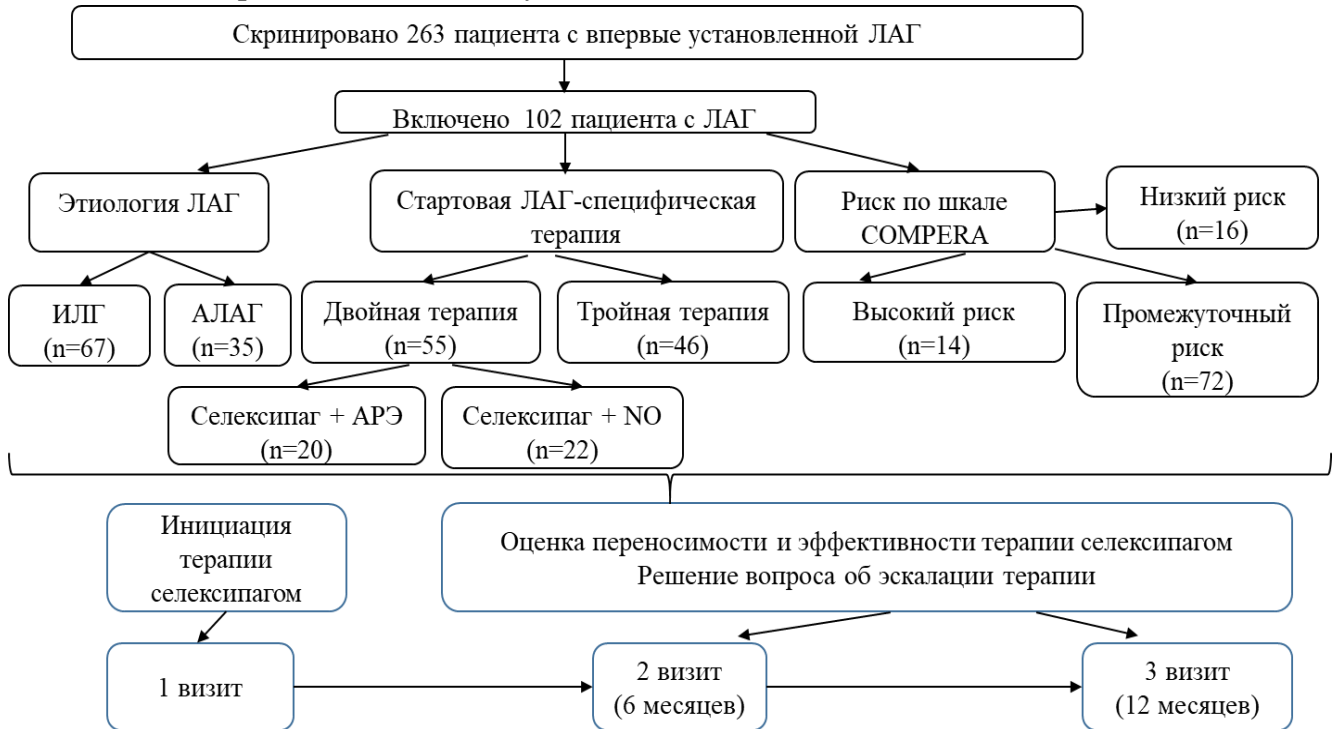 Скринировано 263 пациента с впервые установленной ЛАГ
Включено 102 пациента с ЛАГ
Этиология ЛАГ
Стартовая ЛАГ-специфическая
терапия
Риск по шкале
COMPERA
Низкий риск
(n=16)
ИЛГ
(n=67)
АЛАГ
(n=35)
Двойная терапия
(n=55)
Тройная терапия
(n=46)
Высокий риск
(n=14)
Промежуточный
риск
(n=72)
Селексипаг + АРЭ
(n=20)
Селексипаг + NO
(n=22)
Инициация
терапии
селексипагом
Оценка переносимости и эффективности терапии селексипагом
Решение вопроса об эскалации терапии
1 визит
2 визит
(6 месяцев)
3 визит
(12 месяцев)